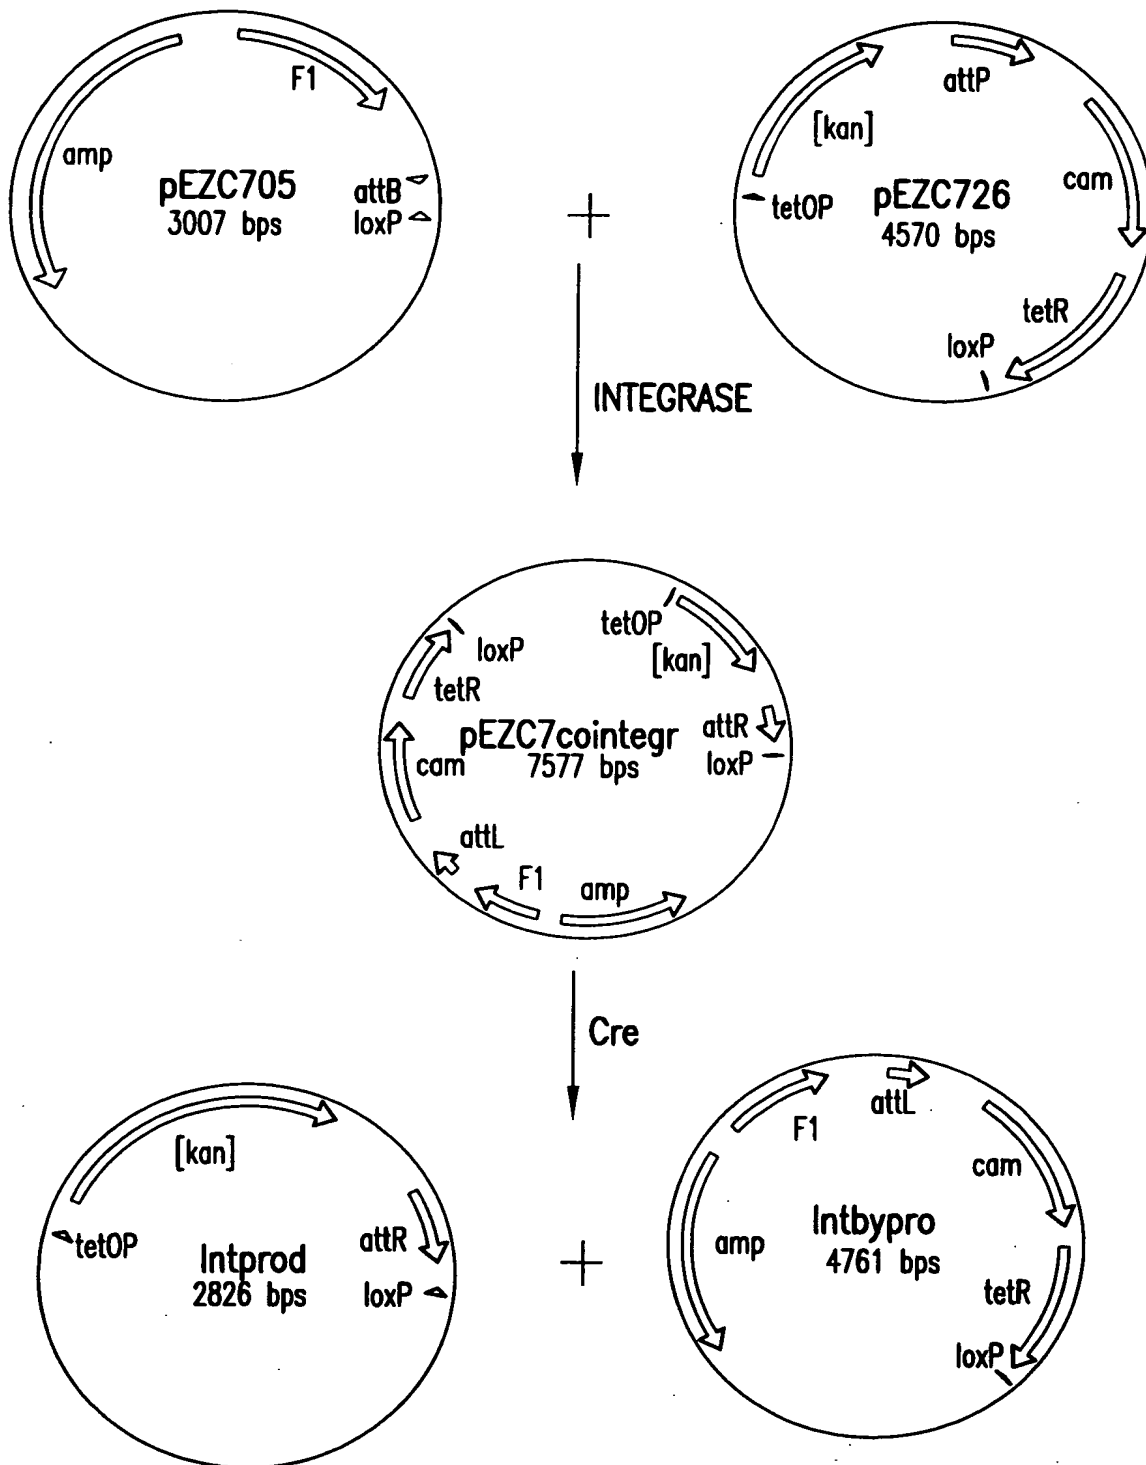 F1
amp
pEZC705
3007 bps
attB
loxP
+
attP
[kan]
cam
tetOP
pEZC726
4570 bps
tetR
loxP
INTEGRASE
tetOP
[kan]
loxP
tetR
attR
pEZC7cointegr
7577 bps
loxP
cam
attL
F1
amp
Cre
[kan]
tetOP
attR
Intprod
2826 bps
loxP
+
attL
F1
cam
amp
Intbypro
4761 bps
tetR
loxP